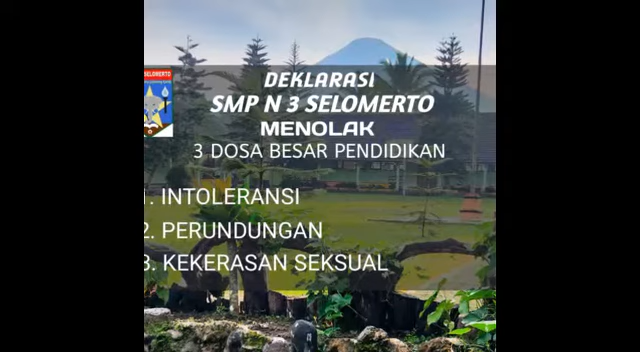 SELOMERTO
DEKLARASI
SMP N 3 SELOMERTO
MENOLAK
3 DOSA BESAR PENDIDIKAN
1. INTOLERANSI
2. PERUNDUNGAN
3. KEKERASAN SEKSUAL